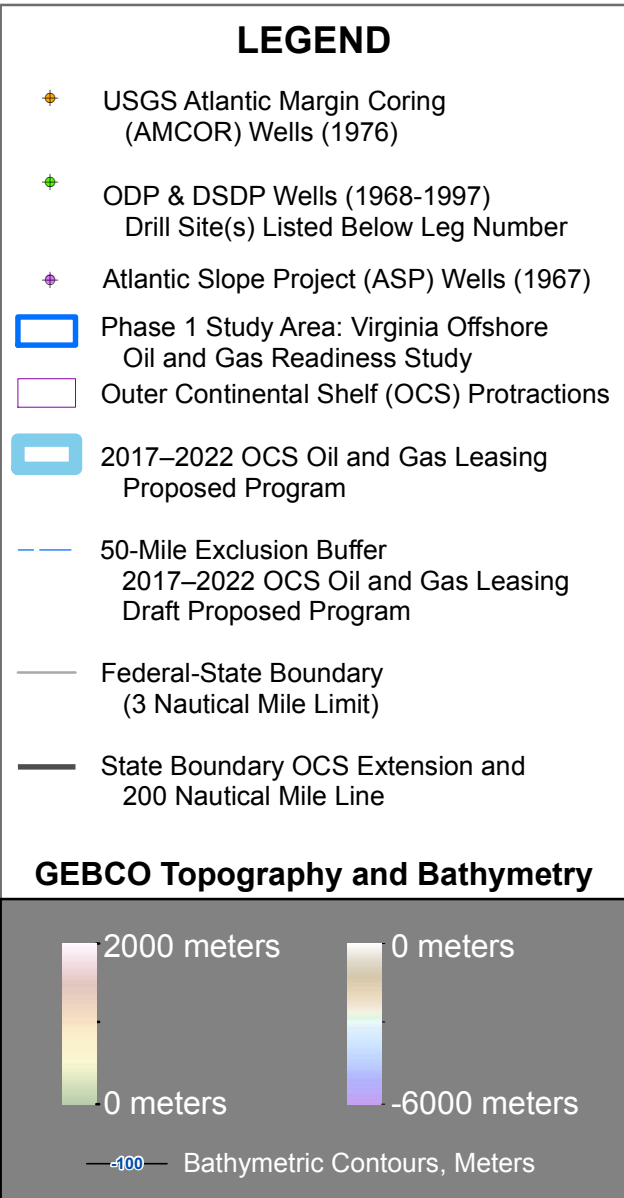 LEGEND
USGS Atlantic Margin Coring
(AMCOR) Wells (1976)
ODP & DSDP Wells (1968-1997)
Drill Site(s) Listed Below Leg Number
Atlantic Slope Project (ASP) Wells (1967)
Phase 1 Study Area: Virginia Offshore
Oil and Gas Readiness Study
Outer Continental Shelf (OCS) Protractions
2017–2022 OCS Oil and Gas Leasing
Proposed Program
50-Mile Exclusion Buffer
2017–2022 OCS Oil and Gas Leasing
Draft Proposed Program
Federal-State Boundary
(3 Nautical Mile Limit)
State Boundary OCS Extension and
200 Nautical Mile Line
GEBCO Topography and Bathymetry
2000 meters
0 meters
0 meters
-6000 meters
-100 Bathymetric Contours, Meters